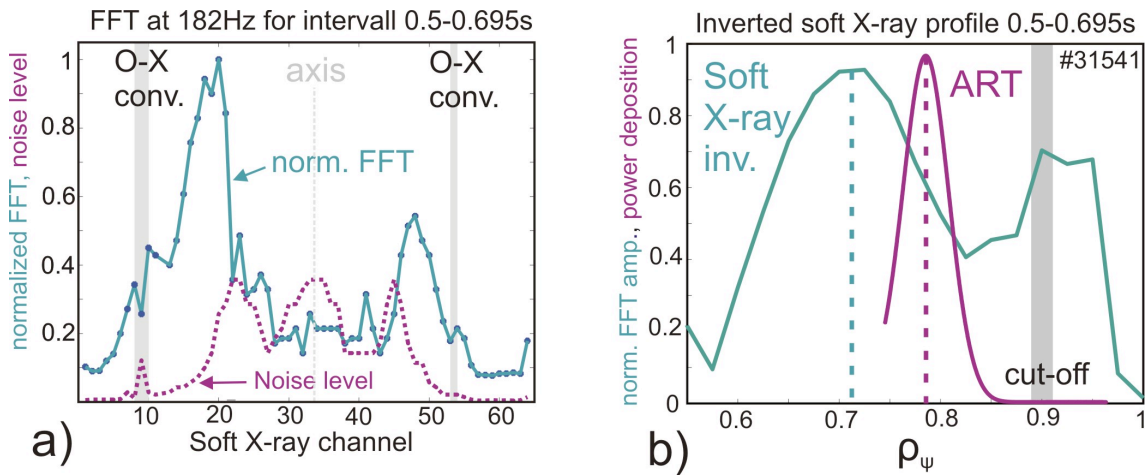 FFT at 182Hz for intervall 0.5-0.695s
normalized FFT, noise level
1
0.8
0.6
0.4
0.2
O-X
conv.
axis
O-X
conv.
norm. FFT
Noise level
10 20 30 40 50 60
Soft X-ray channel
a)
Inverted soft X-ray profile 0.5-0.695s
norm. FFT amp., power deposition
1
0.8
0.6
0.4
0.2
0
#31541
Soft
X-ray
inv.
ART
cut-off
0.6 0.7 0.8 0.9 1
ρψ
b)